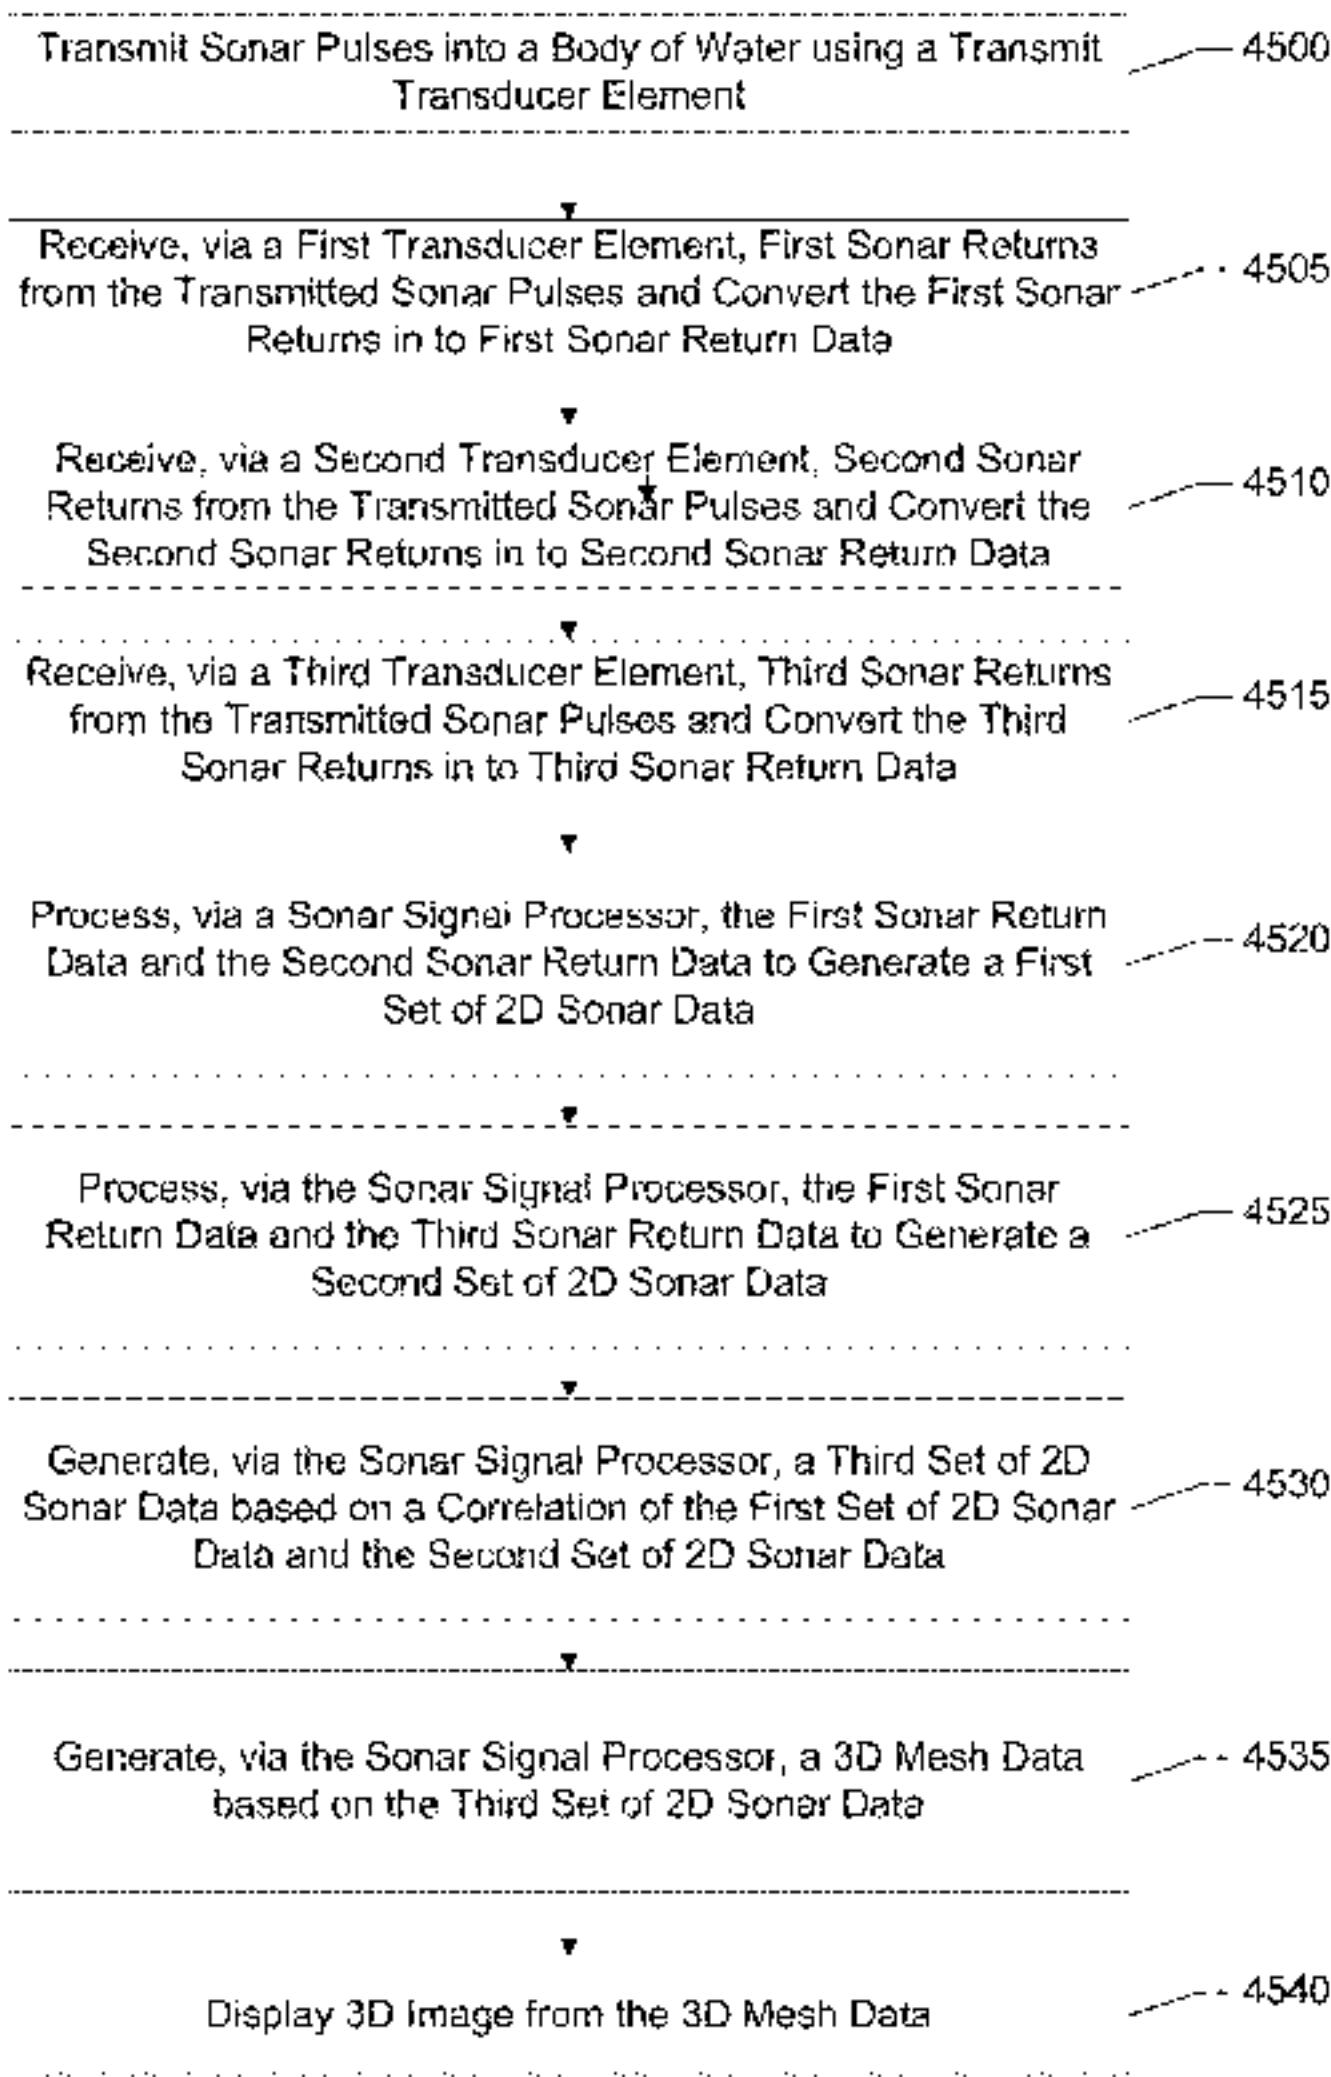 Transmit Sonar Pulses into a Body of Water using a Transmit
Transducer Element
4500
Receive, via a First Transducer Element, First Sonar Returns
from the Transmitted Sonar Pulses and Convert the First Sonar
Returns in to First Sonar Return Data
4505
Receive, via a Second Transducer Element, Second Sonar
Returns from the Transmitted Sonar Pulses and Convert the
Second Sonar Returns in to Second Sonar Return Data
4510
Receive, via a Third Transducer Element, Third Sonar Returns
from the Transmitted Sonar Pulses and Convert the Third
Sonar Returns in to Third Sonar Return Data
4515
Process, via a Sonar Signal Processor, the First Sonar Return
Data and the Second Sonar Return Data to Generate a First
Set of 2D Sonar Data
4520
Process, via the Sonar Signal Processor, the First Sonar
Return Data and the Third Sonar Return Data to Generate a
Second Set of 2D Sonar Data
4525
Generate, via the Sonar Signal Processor, a Third Set of 2D
Sonar Data based on a Correlation of the First Set of 2D Sonar
Data and the Second Set of 2D Sonar Data
4530
Generate, via the Sonar Signal Processor, a 3D Mesh Data
based on the Third Set of 2D Sonar Data
4535
Display 3D Image from the 3D Mesh Data
4540